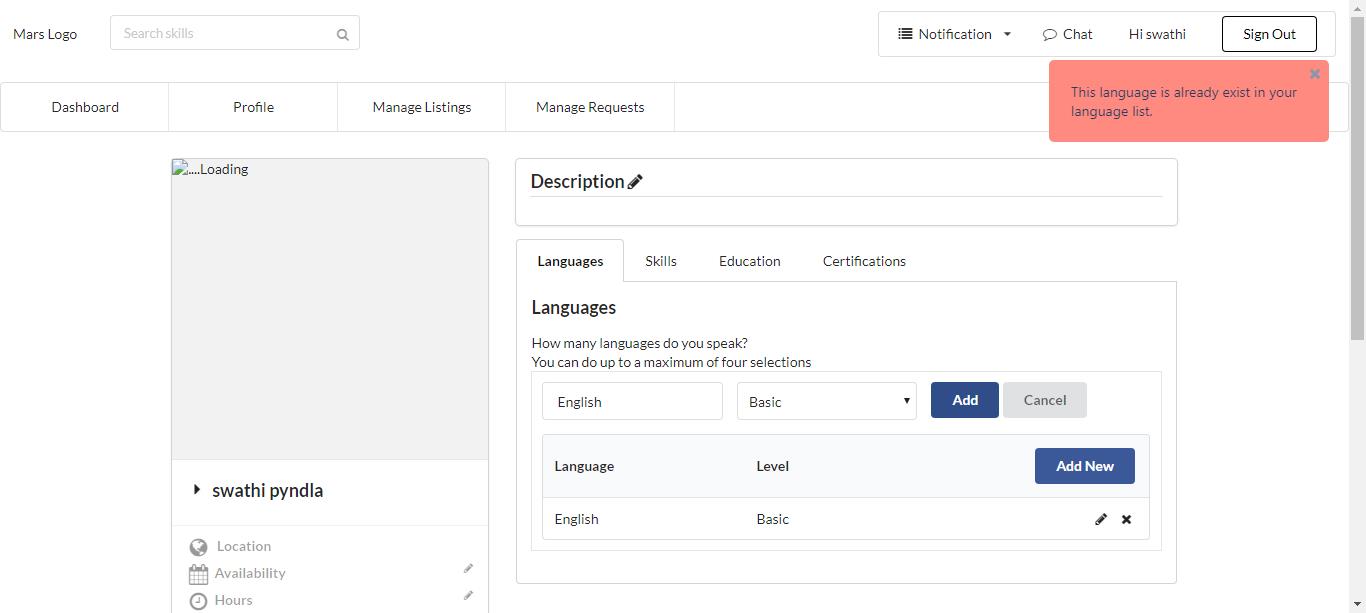 Mars Logo
Search skills
Notification
Chat
Hi swathi
Sign Out
This language is already exist in your
language list.
Dashboard
Profile
Manage Listings
Manage Requests
....Loading
swathi pyndla
Location
Availability
Hours
Description
Languages
Skills
Education
Certifications
Languages
How many languages do you speak?
You can do up to a maximum of four selections
English
Basic
Add
Cancel
Language
Level
Add New
English
Basic